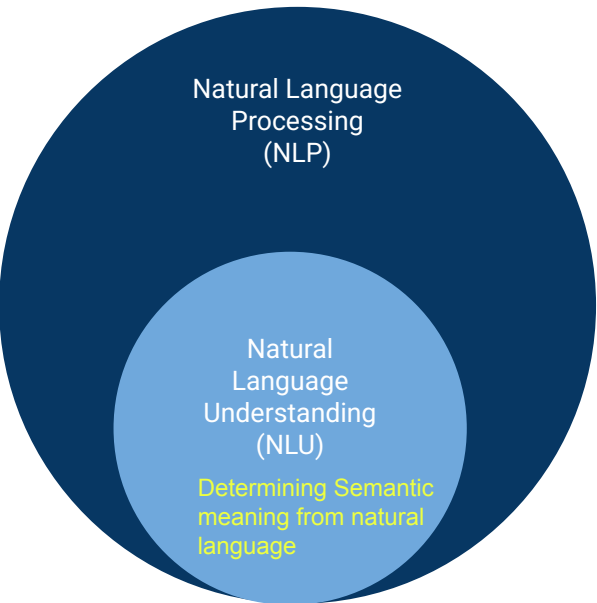 Natural Language
Processing
(NLP)
Natural
Language
Understanding
(NLU)
Determining Semantic
meaning from natural
language